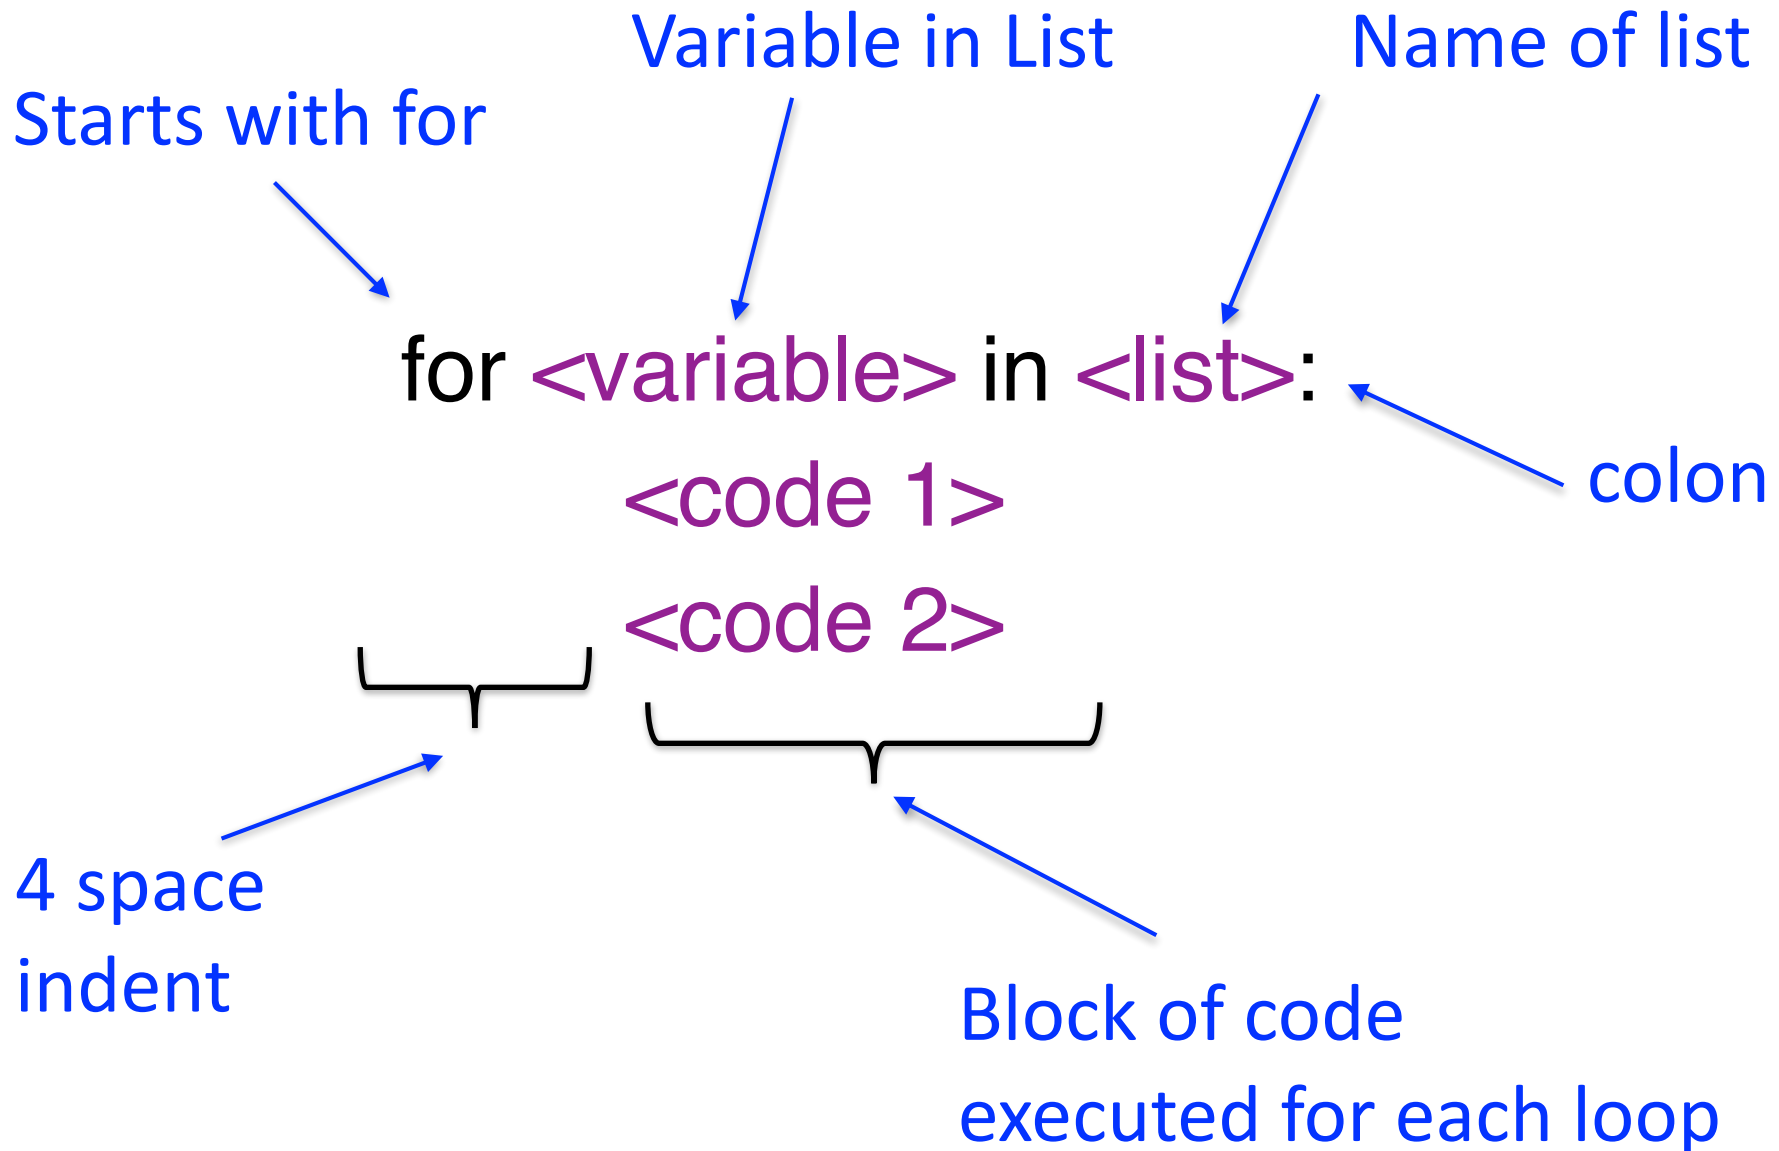 Variable in List
Name of list
Starts with for
for <variable> in <list>:
colon
<code 1>
<code 2>
4 space
indent
Block of code
executed for each loop